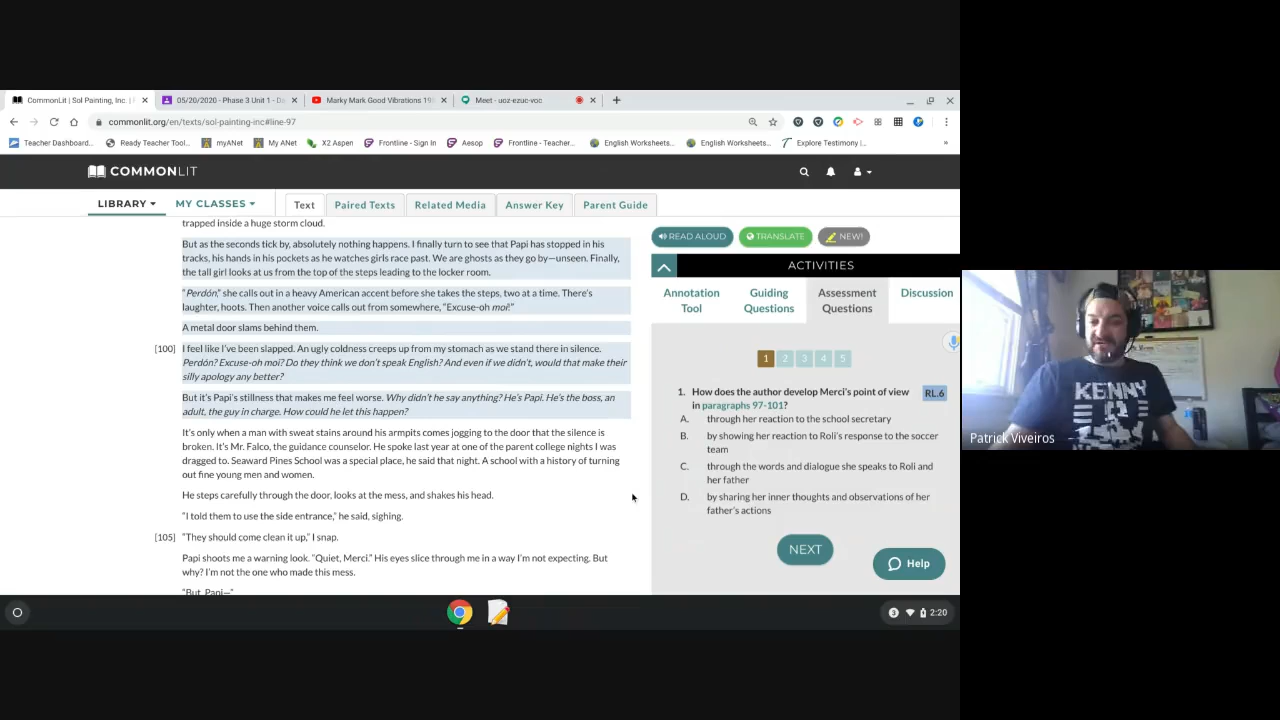 CommonLit | Sol Painting, Inc. |
05/20/2020 - Phase 3 Unit 1 - Da
Marky Mark Good Vibrations 19
Meet - uoz-ezuc-voc
commonlit.org/en/texts/sol-painting-inc#line-97
Teacher Dashboard...
Ready Teacher Tool...
myANet
My ANet
X2 Aspen
Frontline - Sign In
Aesop
Frontline - Teacher...
English Worksheets...
English Worksheets...
Explore Testimony |...
»
COMMONLIT
LIBRARY
MY CLASSES
Text
Paired Texts
Related Media
Answer Key
Parent Guide
trapped inside a huge storm cloud.
But as the seconds tick by, absolutely nothing happens. I finally turn to see that Papi has stopped in his
tracks, his hands in his pockets as he watches girls race past. We are ghosts as they go by—unseen. Finally,
the tall girl looks at us from the top of the steps leading to the locker room.
"Perdón," she calls out in a heavy American accent before she takes the steps, two at a time. There's
laughter, hoots. Then another voice calls out from somewhere, "Excuse-oh moi!"
A metal door slams behind them.
[100] I feel like I've been slapped. An ugly coldness creeps up from my stomach as we stand there in silence.
Perdón? Excuse-oh moi? Do they think we don't speak English? And even if we didn't, would that make their
silly apology any better?
But it's Papi's stillness that makes me feel worse. Why didn't he say anything? He's Papi. He's the boss, an
adult, the guy in charge. How could he let this happen?
It's only when a man with sweat stains around his armpits comes jogging to the door that the silence is
broken. It's Mr. Falco, the guidance counselor. He spoke last year at one of the parent college nights I was
dragged to. Seaward Pines School was a special place, he said that night. A school with a history of turning
out fine young men and women.
He steps carefully through the door, looks at the mess, and shakes his head.
"I told them to use the side entrance," he said, sighing.
[105] "They should come clean it up," I snap.
Papi shoots me a warning look. "Quiet, Merci." His eyes slice through me in a way I'm not expecting. But
why? I'm not the one who made this mess.
"But, Papi—"
READ ALOUD
TRANSLATE
NEW!
ACTIVITIES
Annotation
Tool
Guiding
Questions
Assessment
Questions
Discussion
1 2 3 4 5
1. How does the author develop Merci's point of view
in paragraphs 97-101?
RL.6
A. through her reaction to the school secretary
B. by showing her reaction to Roli's response to the soccer
team
C. through the words and dialogue she speaks to Roli and
her father
D. by sharing her inner thoughts and observations of her
father's actions
NEXT
Help
3
2:20
KENNY
Patrick Viveiros